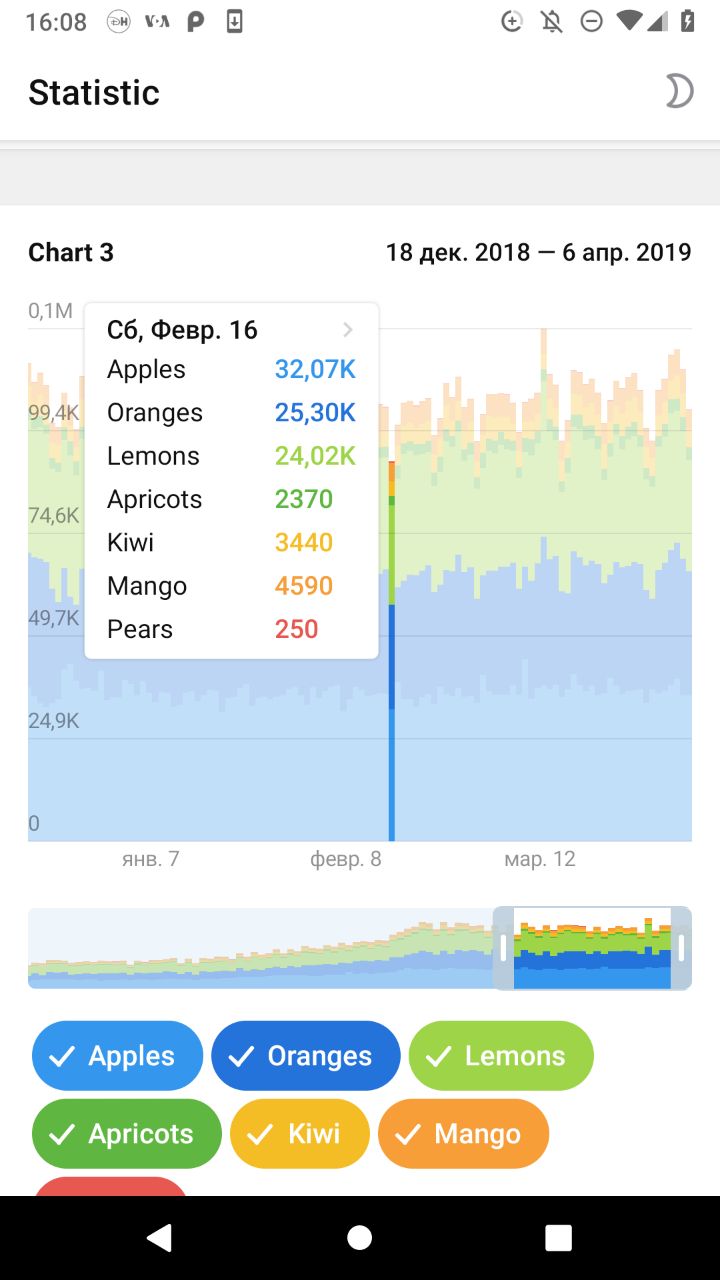 16:08 VOA
Statistic
Chart 3 18 дек. 2018 — 6 апр. 2019
0,1M
Сб, Февр. 16
Apples 32,07K
Oranges 25,30K
Lemons 24,02K
Apricots 2370
Kiwi 3440
Mango 4590
Pears 250
99,4K
74,6K
49,7K
24,9K
0
янв. 7 февр. 8 мар. 12
Apples Oranges Lemons
Apricots Kiwi Mango